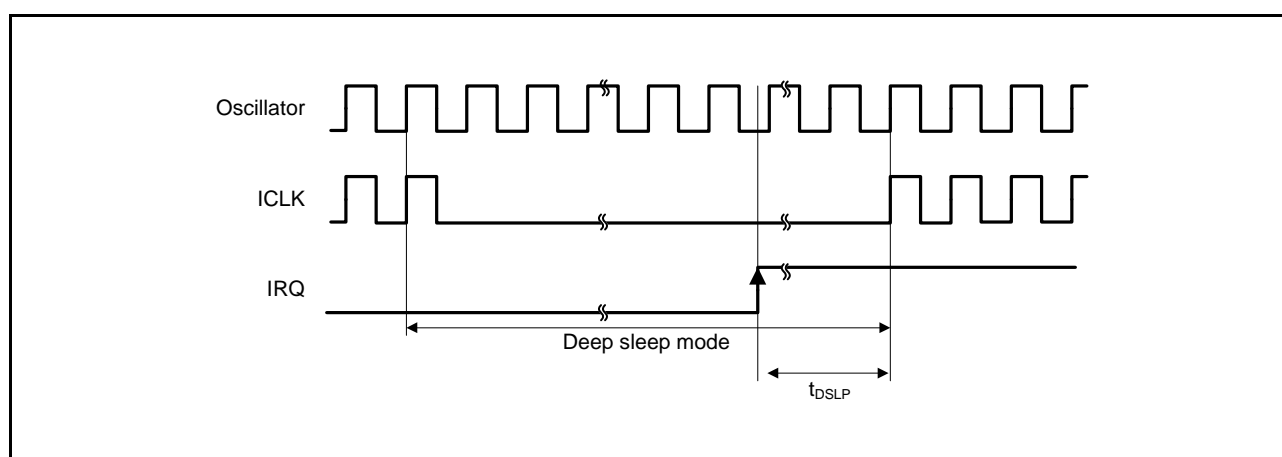 Oscillator
ICLK
IRQ
Deep sleep mode
tDSLP